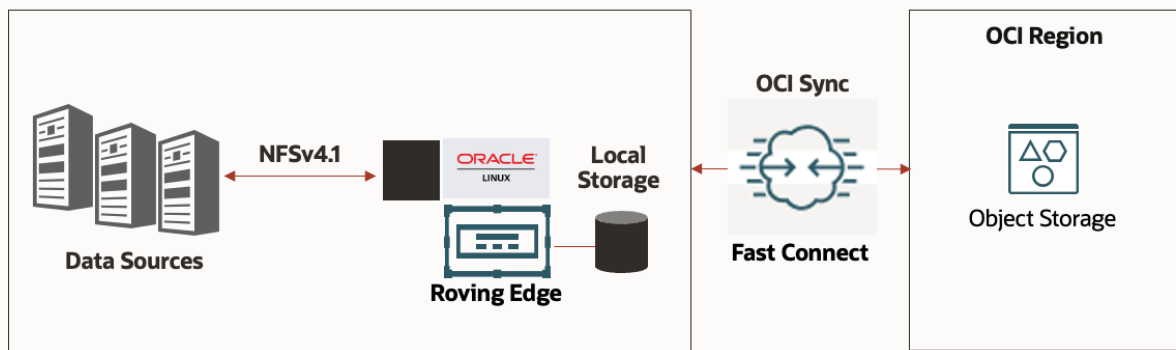 OCI Region
OCI Sync
NFSv4.1
ORACLE
LINUX
Local
Storage
Data Sources
Roving Edge
Fast Connect
Object Storage